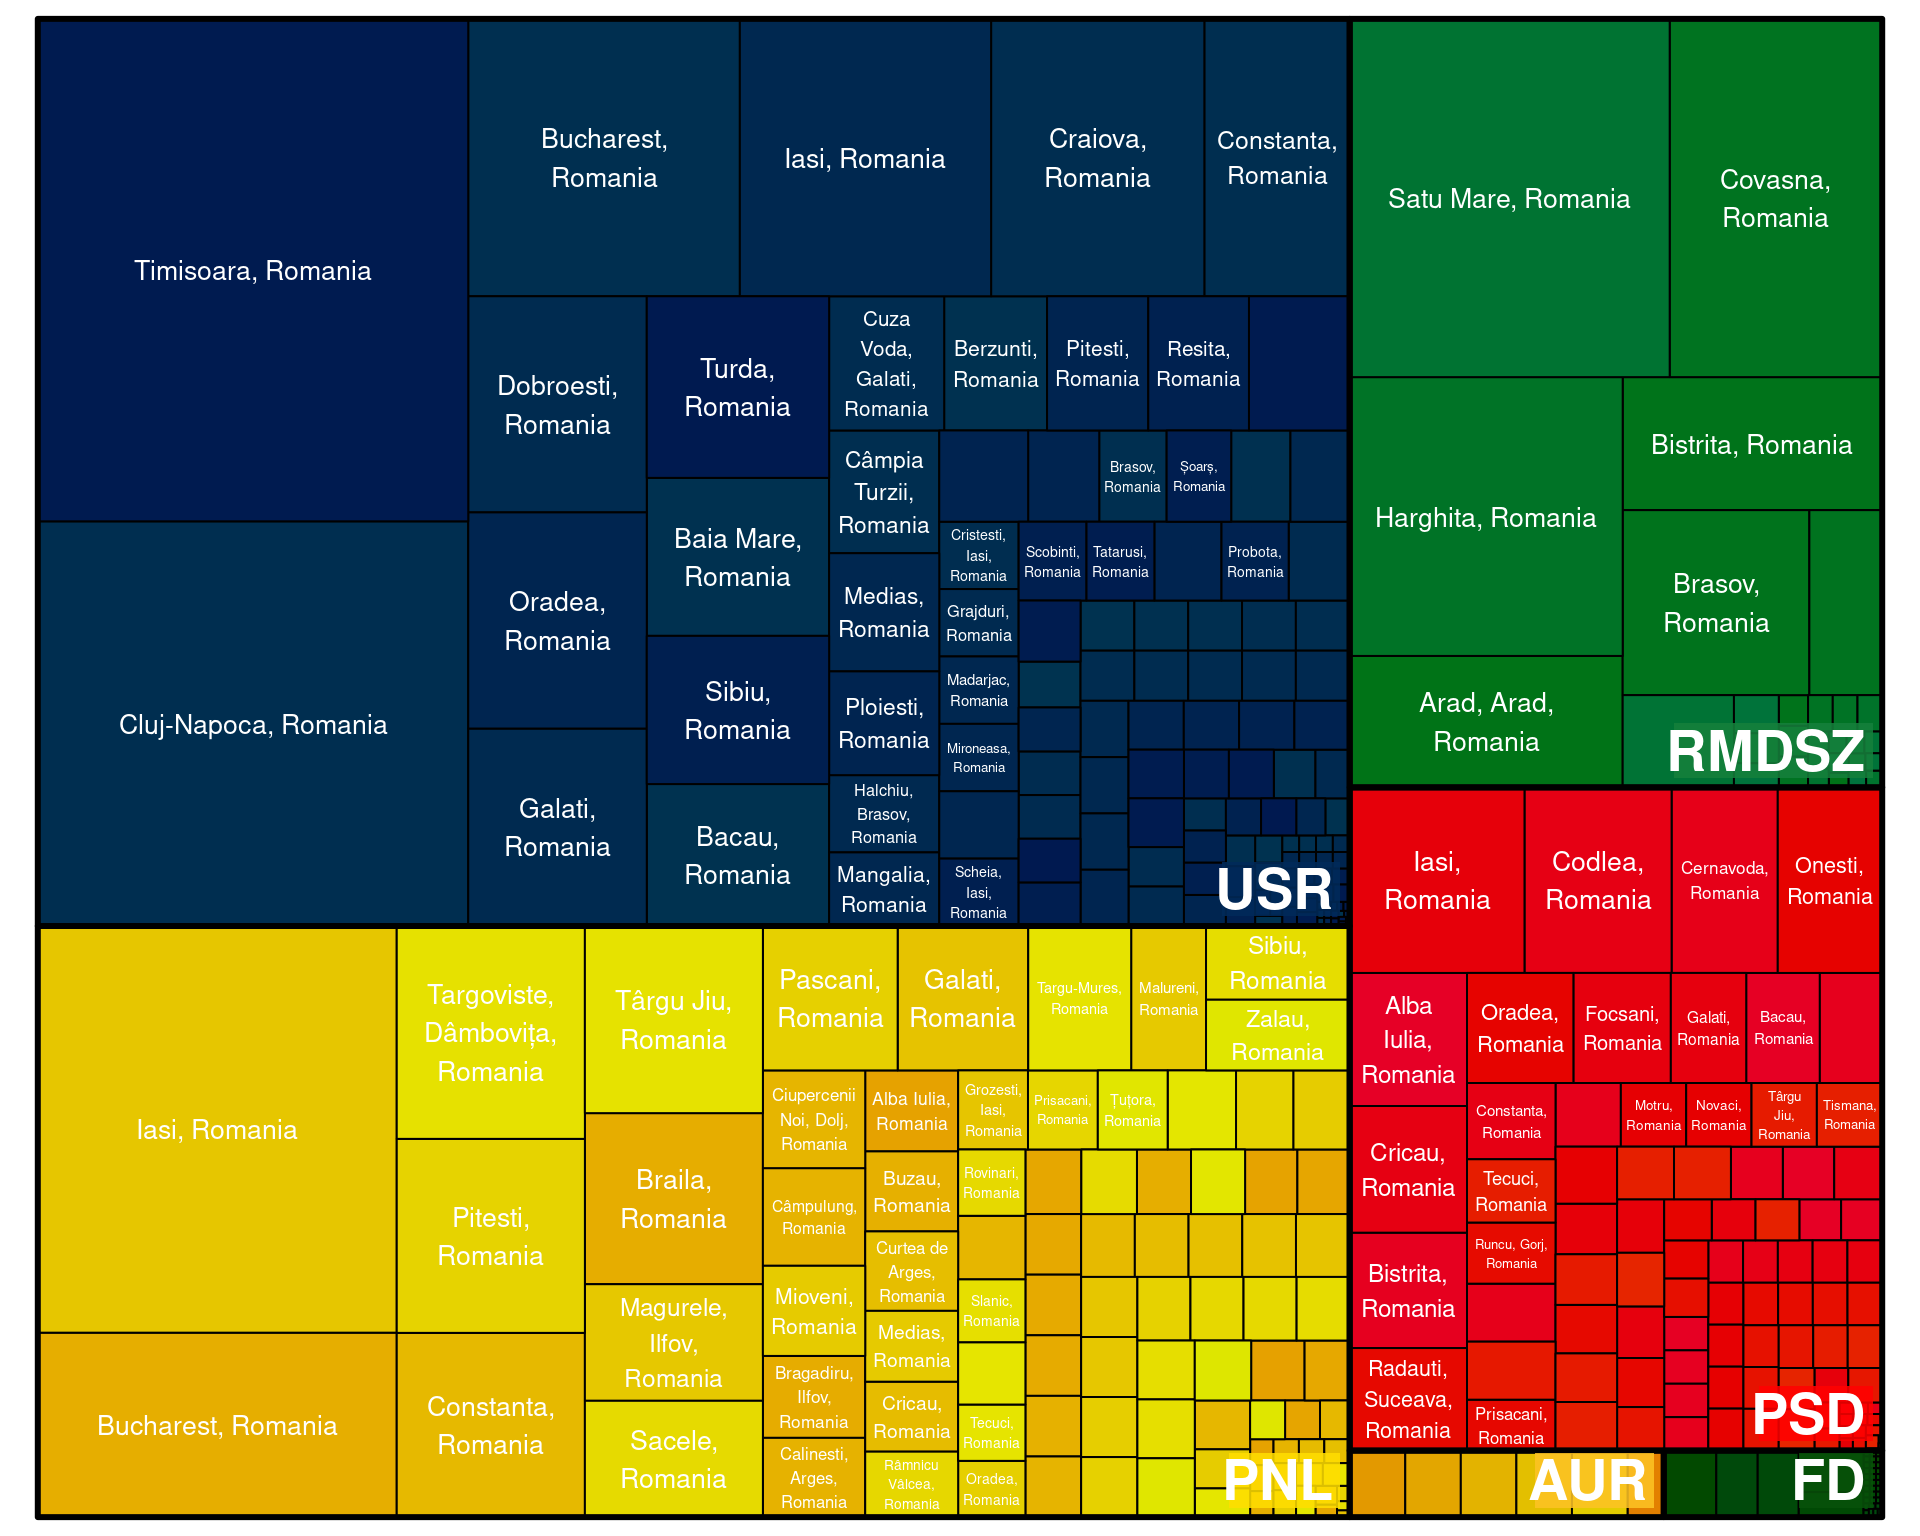 Timisoara, Romania
Cluj-Napoca, Romania
Bucharest,
Romania
Iasi, Romania
Craiova,
Romania
Constanta,
Romania
Dobroesti,
Romania
Oradea,
Romania
Galati,
Romania
Turda,
Romania
Baia Mare,
Romania
Sibiu,
Romania
Bacau,
Romania
Cuza
Voda,
Galati,
Romania
Berzunti,
Romania
Pitesti,
Romania
Resita,
Romania
Câmpia
Turzii,
Romania
Medias,
Romania
Ploiesti,
Romania
Halchiu,
Brasov,
Romania
Mangalia,
Romania
Brasov,
Romania
Șoarș,
Romania
Cristesti,
Iasi,
Romania
Grajduri,
Romania
Madarjac,
Romania
Mironeasa,
Romania
Scheia,
Iasi,
Romania
Scobinti,
Romania
Tatarusi,
Romania
Probota,
Romania
USR
Satu Mare, Romania
Covasna,
Romania
Harghita, Romania
Bistrita, Romania
Brasov,
Romania
Arad, Arad,
Romania
RMDSZ
Iasi, Romania
Bucharest, Romania
Targoviste,
Dâmbovița,
Romania
Pitesti,
Romania
Constanta,
Romania
Târgu Jiu,
Romania
Braila,
Romania
Magurele,
Ilfov,
Romania
Sacele,
Romania
Pascani,
Romania
Galati,
Romania
Targu-Mures,
Romania
Malureni,
Romania
Sibiu,
Romania
Zalau,
Romania
Ciupercenii
Noi, Dolj,
Romania
Câmpulung,
Romania
Mioveni,
Romania
Bragadiru,
Ilfov,
Romania
Calinesti,
Arges,
Romania
Alba Iulia,
Romania
Buzau,
Romania
Curtea de
Arges,
Romania
Medias,
Romania
Cricau,
Romania
Râmnicu
Vâlcea,
Romania
Grozesti,
Iasi,
Romania
Prisacani,
Romania
Țuțora,
Romania
Rovinari,
Romania
Slanic,
Romania
Tecuci,
Romania
Oradea,
Romania
PNL
Iasi,
Romania
Codlea,
Romania
Cernavoda,
Romania
Onesti,
Romania
Alba
Iulia,
Romania
Cricau,
Romania
Bistrita,
Romania
Radauti,
Suceava,
Romania
Oradea,
Romania
Focsani,
Romania
Galati,
Romania
Bacau,
Romania
Constanta,
Romania
Tecuci,
Romania
Runcu, Gorj,
Romania
Prisacani,
Romania
Motru,
Romania
Novaci,
Romania
Târgu
Jiu,
Romania
Tismana,
Romania
PSD
AUR
FD